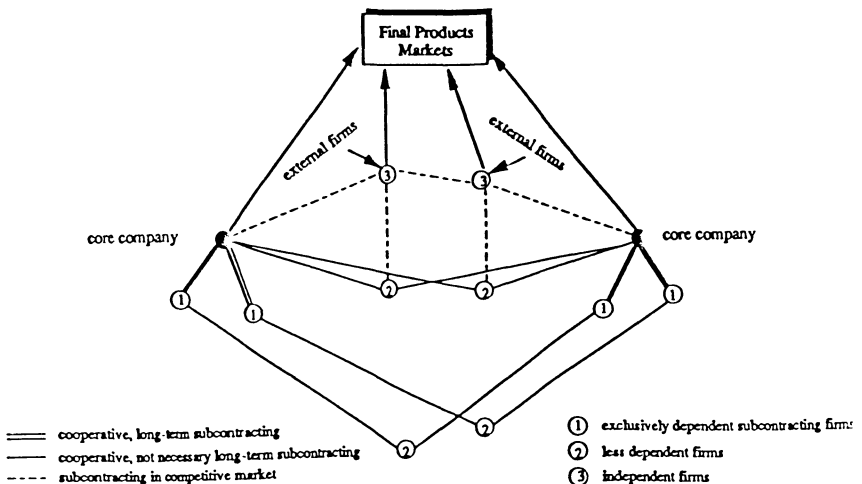 Final Products
Markets
external firms
external firms
3
3
core company
core company
2
2
1
1
1
1
2
2
cooperative, long-term subcontracting
cooperative, not necessary long-term subcontracting
subcontracting in competitive market
1 exclusively dependent subcontracting firms
2 less dependent firms
3 independent firms